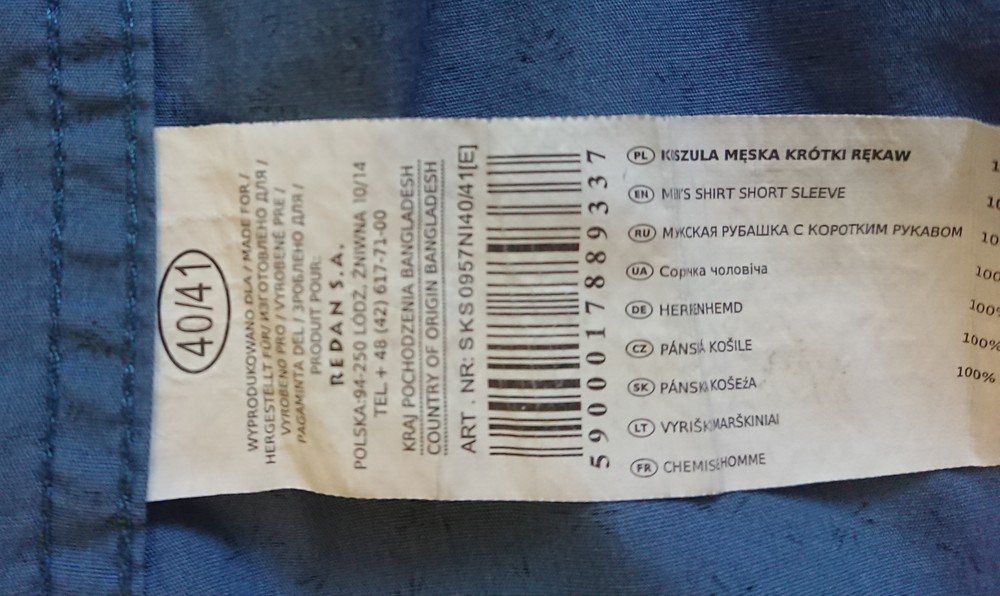 40/41
WYPRODUKOWANO DLA / MADE FOR /
HERGESTELLT FÜR/ ИЗГОТОВЛЕНО ДЛЯ /
VYROBENO PRO / VYROBENÉ PRE /
PAGAMINTA DĖL / ЗРОБЛЕНО ДЛЯ /
PRODUIT POUR:
REDAN S.A.
POLSKA.94-250 ŁÓDŹ, ŻNIWNA 10/14
TEL.+ 48 (42) 617-71-00
KRAJ POCHODZENIA BANGLADESH
COUNTRY OF ORIGIN BANGLADESH
ART . NR: SKS0957NI40/41[E]
5900017889337
PL KOSZULA MĘSKA KRÓTKI RĘKAW
EN MEN'S SHIRT SHORT SLEEVE
RU МУЖСКАЯ РУБАШКА С КОРОТКИМ РУКАВОМ
UA Сорочка чоловіча
DE HERRENHEMD
CZ PÁNSKÁ KOŠILE
SK PÁNSKA KOŠEľA
LT VYRIŠKI MARŠKINIAI
FR CHEMISE HOMME
100%
100%